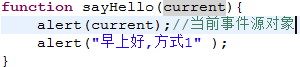 function sayHello(current){
alert(current);//当前事件源对象
alert("早上好,方式1" );
}